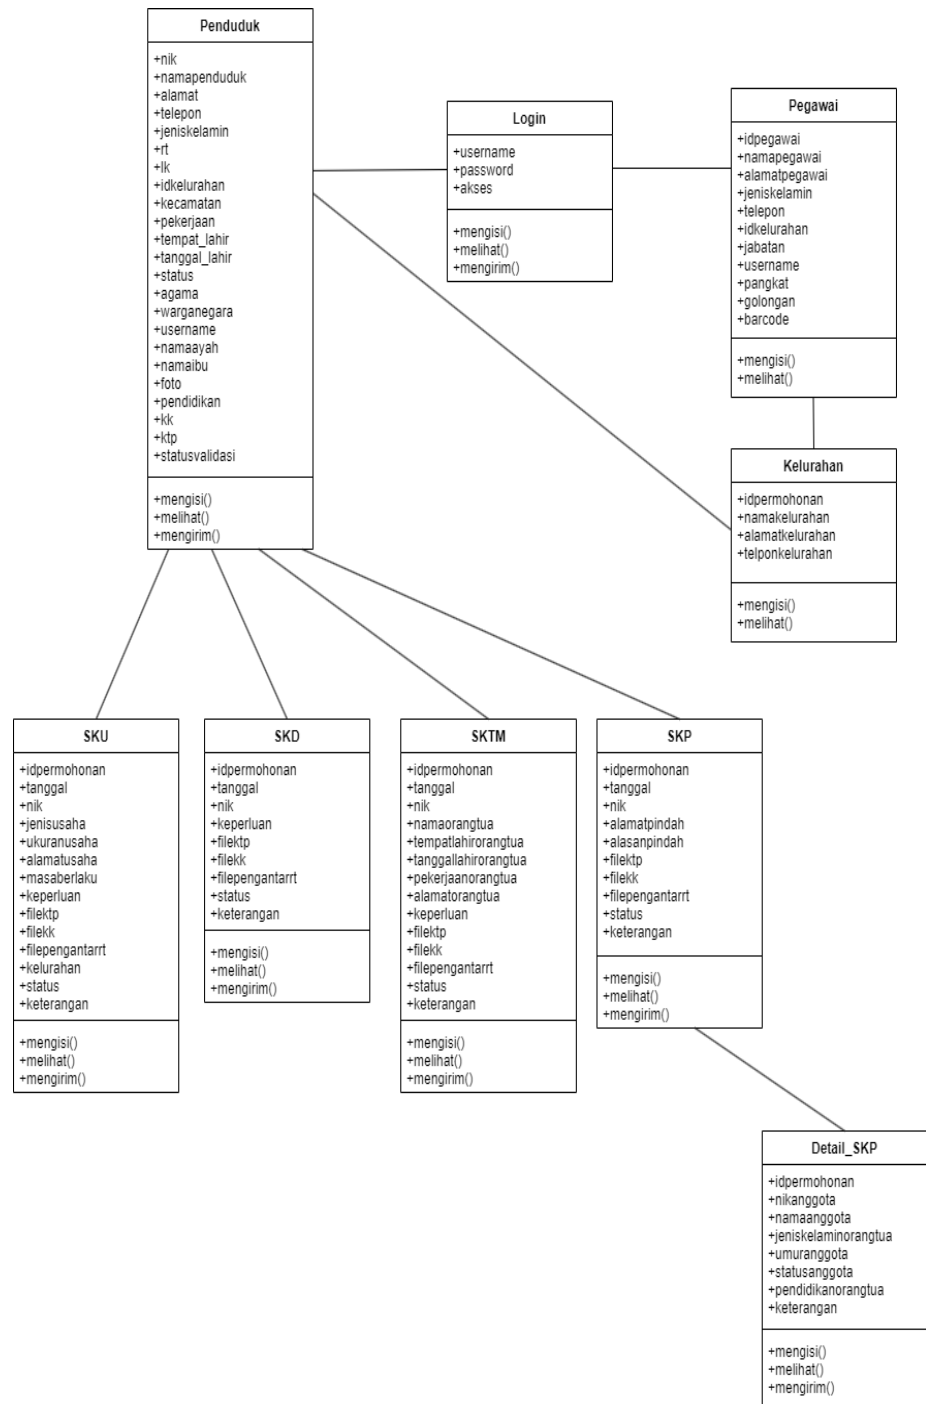 Penduduk
+nik
+namapenduduk
+alamat
+telepon
+jeniskelamin
+rt
+lk
+idkelurahan
+kecamatan
+pekerjaan
+tempat_lahir
+tanggal_lahir
+status
+agama
+warganegara
+username
+namaayah
+namaibu
+foto
+pendidikan
+kk
+ktp
+statusvalidasi
+mengisi()
+melihat()
+mengirim()
Login
+username
+password
+akses
+mengisi()
+melihat()
+mengirim()
Pegawai
+idpegawai
+namapegawai
+alamatpegawai
+jeniskelamin
+telepon
+idkelurahan
+jabatan
+username
+pangkat
+golongan
+barcode
+mengisi()
+melihat()
Kelurahan
+idpermohonan
+namakelurahan
+alamatkelurahan
+telponkelurahan
+mengisi()
+melihat()
SKU
+idpermohonan
+tanggal
+nik
+jenisusaha
+ukuranusaha
+alamatusaha
+masaberlaku
+keperluan
+filektp
+filekk
+filepengantarrt
+kelurahan
+status
+keterangan
+mengisi()
+melihat()
+mengirim()
SKD
+idpermohonan
+tanggal
+nik
+keperluan
+filektp
+filekk
+filepengantarrt
+status
+keterangan
+mengisi()
+melihat()
+mengirim()
SKTM
+idpermohonan
+tanggal
+nik
+namaorangtua
+tempatlahirorangtua
+tanggallahirorangtua
+pekerjaanorangtua
+alamatorangtua
+keperluan
+filektp
+filekk
+filepengantarrt
+status
+keterangan
+mengisi()
+melihat()
+mengirim()
SKP
+idpermohonan
+tanggal
+nik
+alamatpindah
+alasanpindah
+filektp
+filekk
+filepengantarrt
+status
+keterangan
+mengisi()
+melihat()
+mengirim()
Detail_SKP
+idpermohonan
+nikanggota
+namaanggota
+jeniskelaminorangtua
+umuranggota
+statusanggota
+pendidikanorangtua
+keterangan
+mengisi()
+melihat()
+mengirim()